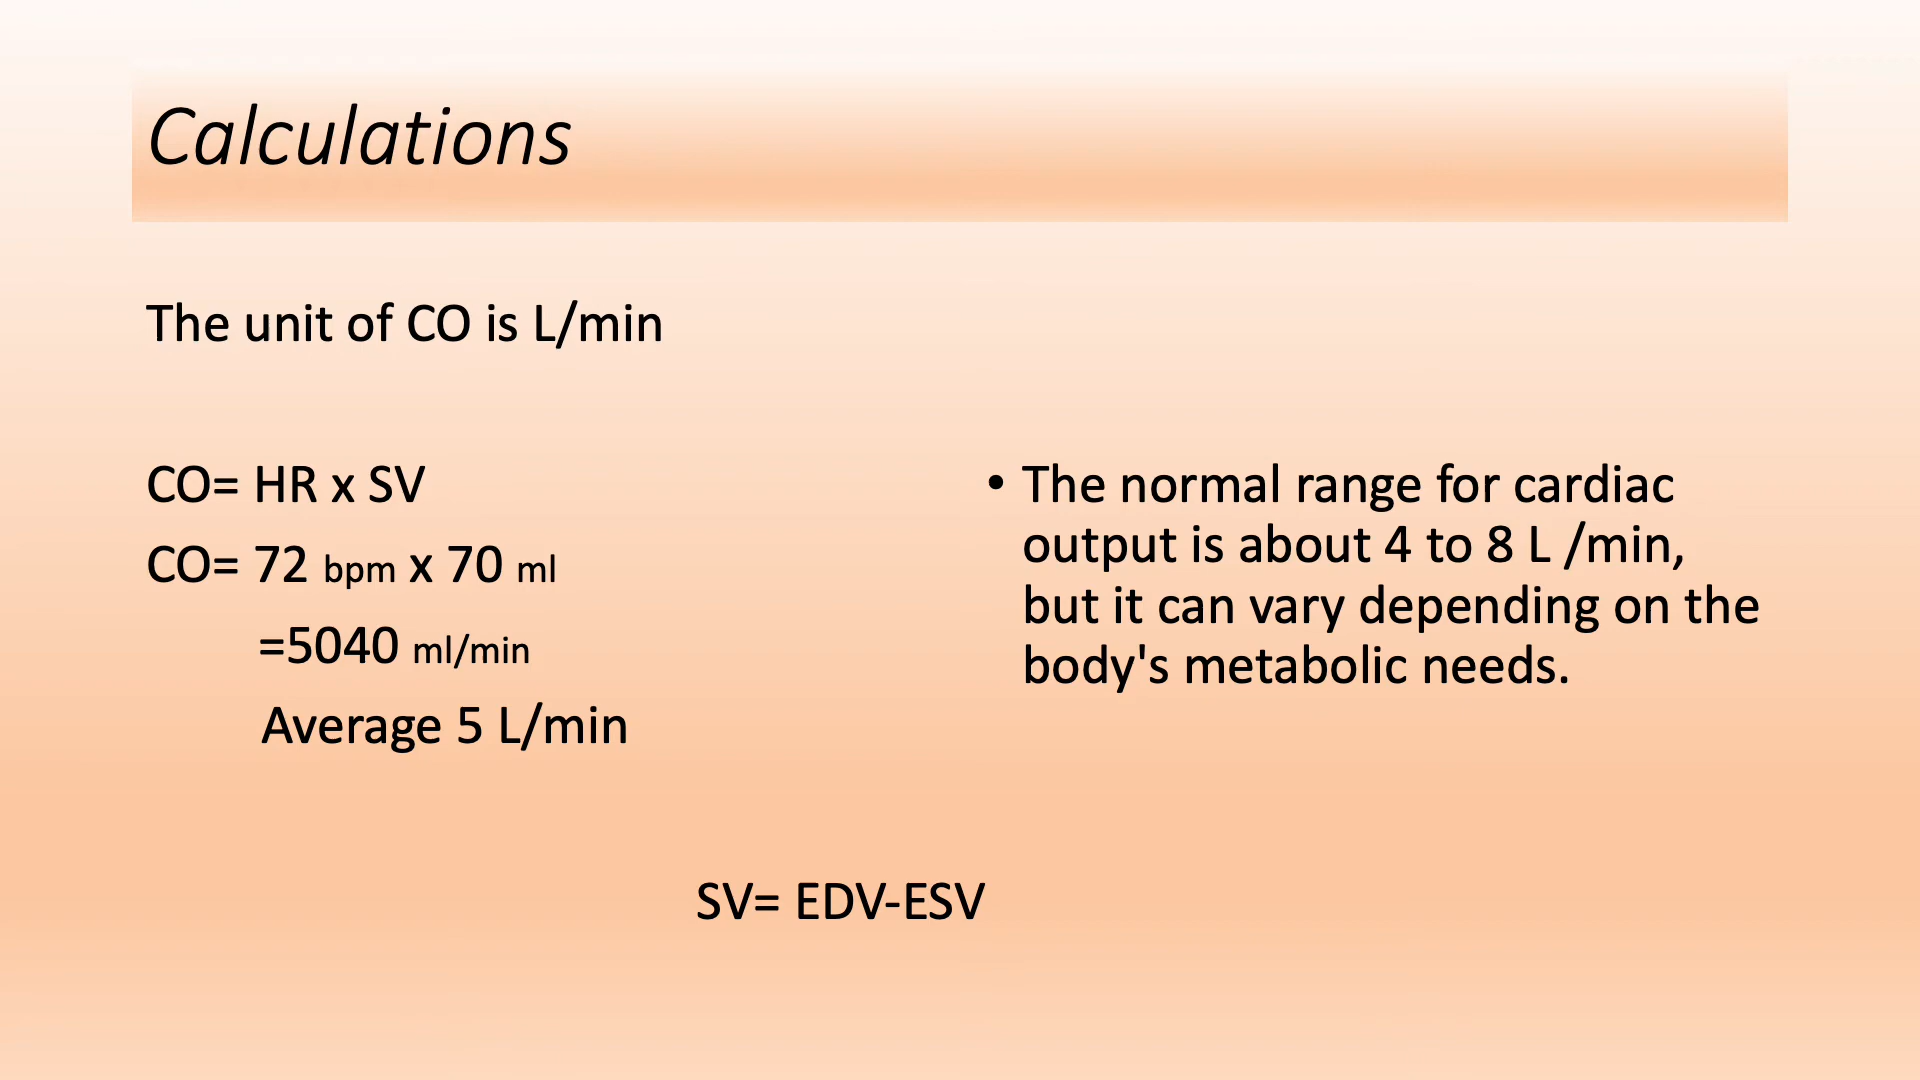 Calculations
The unit of CO is L/min
CO= HR x SV
CO= 72 bpm x 70 ml
=5040 ml/min
Average 5 L/min
• The normal range for cardiac
output is about 4 to 8 L /min,
but it can vary depending on the
body's metabolic needs.
SV= EDV-ESV